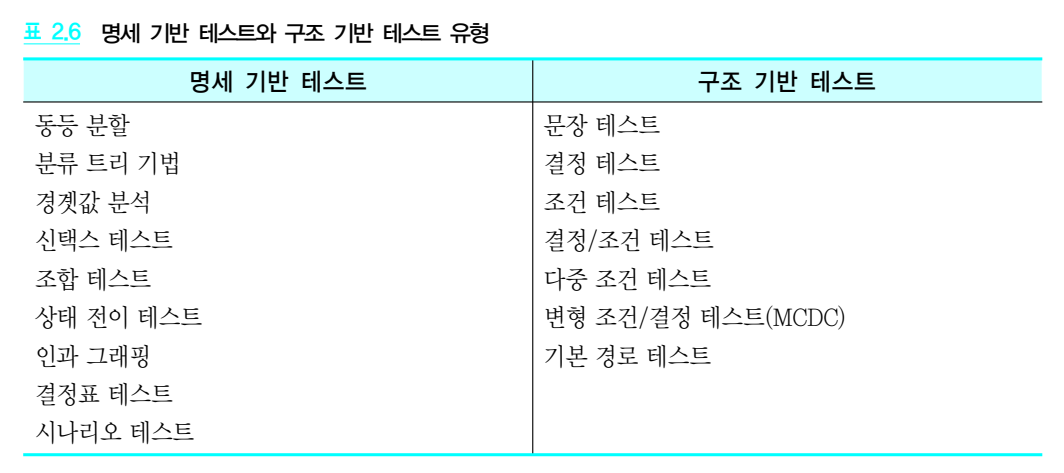 표 2.6 명세 기반 테스트와 구조 기반 테스트 유형
명세 기반 테스트 구조 기반 테스트
동등 분할 문장 테스트
분류 트리 기법 결정 테스트
경곗값 분석 조건 테스트
신택스 테스트 결정/조건 테스트
조합 테스트 다중 조건 테스트
상태 전이 테스트 변형 조건/결정 테스트(MCDC)
인과 그래핑 기본 경로 테스트
결정표 테스트
시나리오 테스트